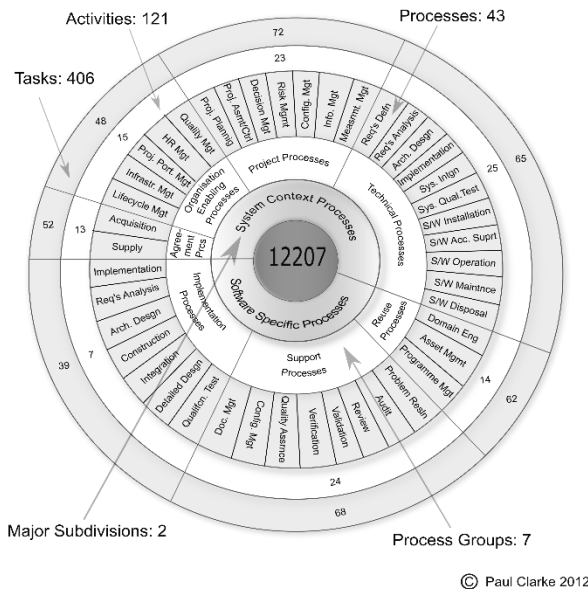 Activities: 121
Processes: 43
Tasks: 406
72
23
48
15
65
25
52
13
39
7
62
14
24
68
Project Processes
Proj. Plannig
Proj. Asmt/Ctrl
Decision Mgt
Risk Mgmt
Config. Mgt
Info. Mgt
Measmt. Mgt
Technical Processes
Req's Defn
Req's Analysis
Arch. Desgn
Implementation
Sys. Intgn
Sys. Qual.Test
S/W Installation
S/W Acc. Suprt
S/W Operation
S/W Maintnce
S/W Disposal
Reuse
Processes
Domain Eng
Asset Mgmt
Programme Mgt
Support
Processes
Problem Resln
Audit
Review
Validation
Verification
Quality Assmce
Config. Mgt
Doc. Mgt
Implementation
Processes
Qualifcn. Test
Detailed Desgn
Integration
Construction
Arch. Desgn
Req's Analysis
Implementation
Agree-
ment Prcs
Supply
Acquisition
Organisation
Enabling
Processes
Lifecycle Mgt
Infrastr. Mgt
Proj. Port. Mgt
HR Mgt
Quality Mgt
System Context Processes
12207
Software Specific Processes
Major Subdivisions: 2
Process Groups: 7
© Paul Clarke 2012